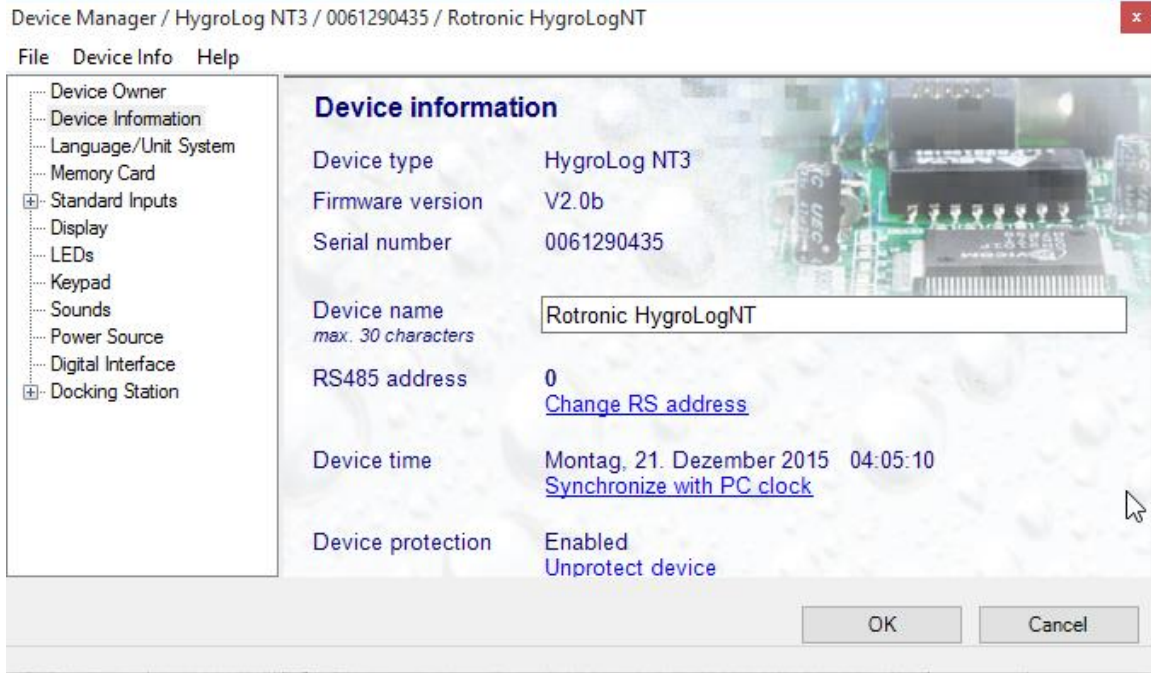 Device Manager / HygroLog NT3 / 0061290435 / Rotronic HygroLogNT
x
File Device Info Help
Device Owner
Device Information
Language/Unit System
Memory Card
Standard Inputs
Display
LEDs
Keypad
Sounds
Power Source
Digital Interface
Docking Station
Device information
Device type HygroLog NT3
Firmware version V2.0b
Serial number 0061290435
Device name Rotronic HygroLogNT
max. 30 characters
RS485 address 0
Change RS address
Device time Montag, 21. Dezember 2015 04:05:10
Synchronize with PC clock
Device protection Enabled
Unprotect device
OK Cancel